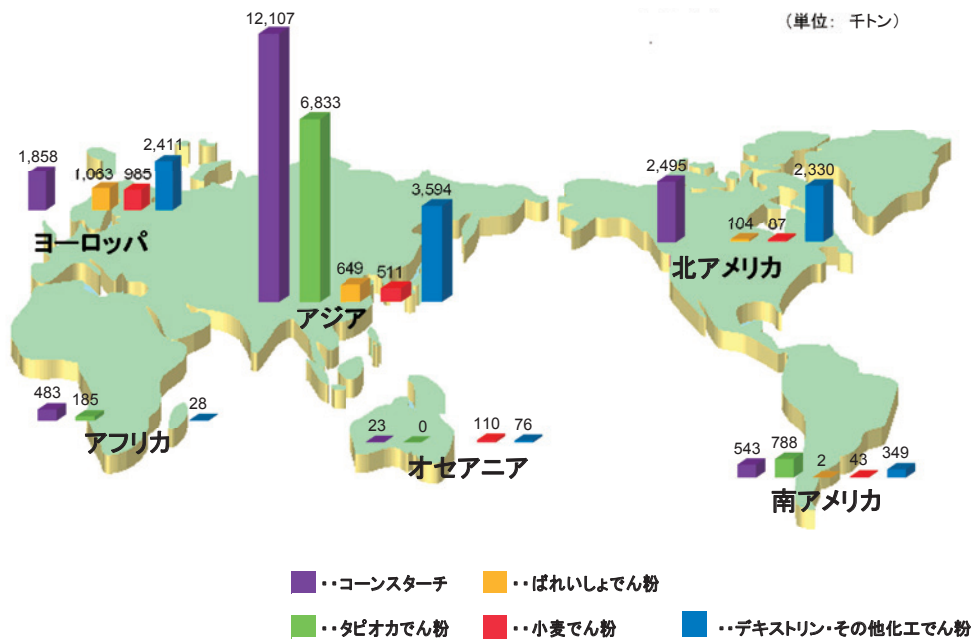 (単位: 千トン)
12,107
6,833
649
511
3,594
アジア
1,858
1,063
985
2,411
ヨーロッパ
2,495
104
87
2,330
北アメリカ
483
185
28
アフリカ
23
0
110
76
オセアニア
543
788
2
43
349
南アメリカ
・・コーンスターチ
・・ばれいしょでん粉
・・タピオカでん粉
・・小麦でん粉
・・デキストリン・その他化工でん粉